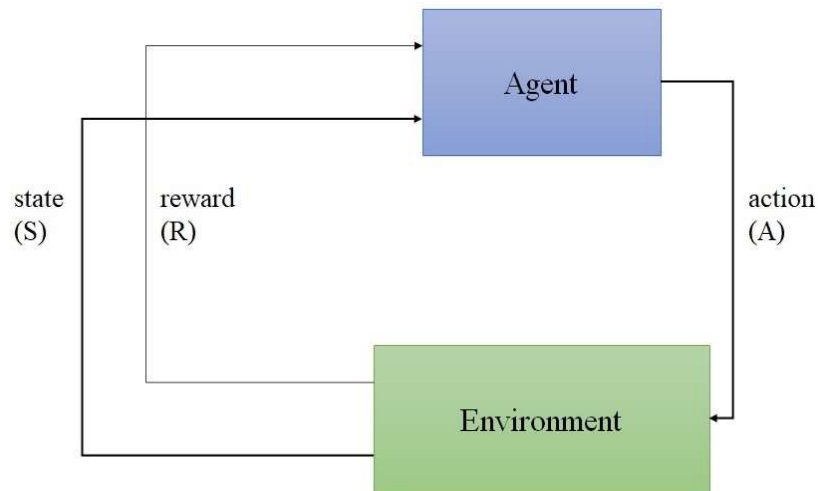 Agent
state
(S)
reward
(R)
action
(A)
Environment